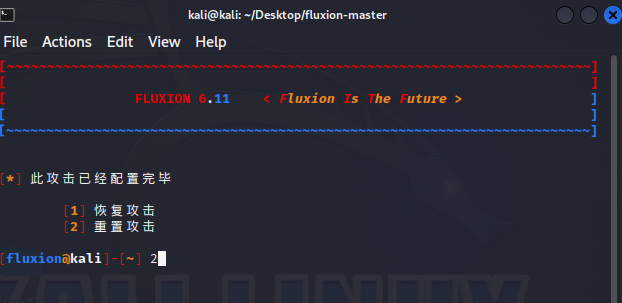 kali@kali: ~/Desktop/fluxion-master
File Actions Edit View Help
[~~~~~~~~~~~~~~~~~~~~~~~~~~~~~~~~~~~~~~~~~~~~~~~~~~~~~~~~~~~~~~~~~~~~~~~~]
[ ]
[ FLUXION 6.11 < Fluxion Is The Future > ]
[ ]
[~~~~~~~~~~~~~~~~~~~~~~~~~~~~~~~~~~~~~~~~~~~~~~~~~~~~~~~~~~~~~~~~~~~~~~~~]
[*] 此攻击已经配置完毕
[1] 恢复攻击
[2] 重置攻击
[fluxion@kali]-[~] 2